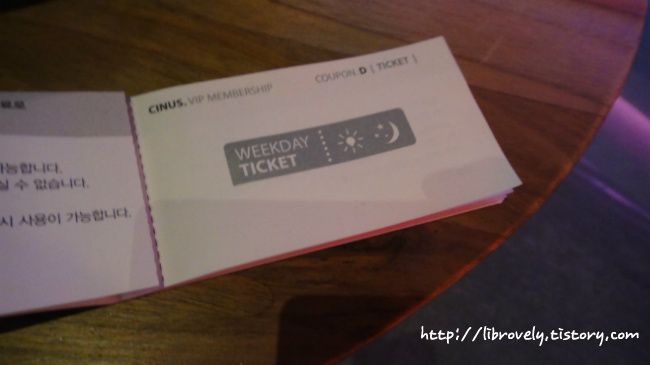 CINUS. VIP MEMBERSHIP
COUPON. D [ TICKET ]
WEEKDAY
TICKET
가능합니다.
실 수 없습니다.
시 사용이 가능합니다.
http://librovely.tistory.com